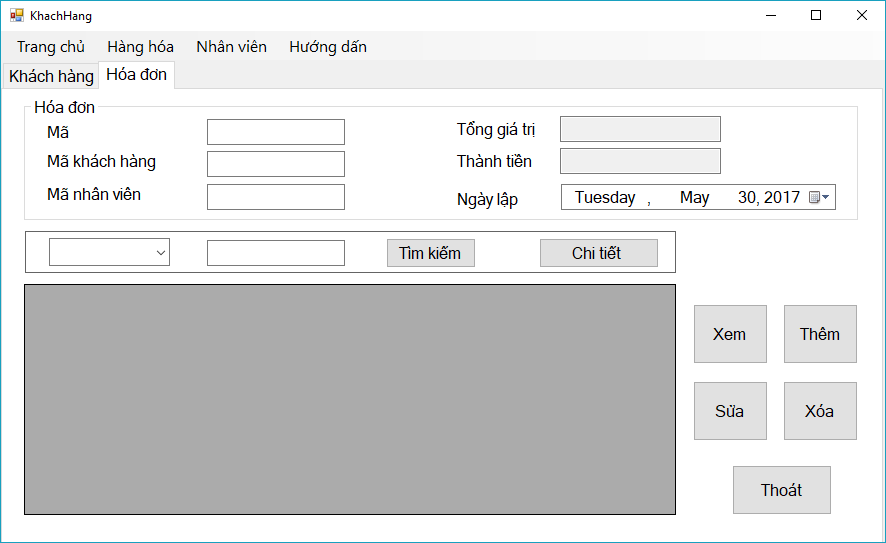 KhachHang
Trang chủ Hàng hóa Nhân viên Hướng dấn
Khách hàng Hóa đơn
Hóa đơn
Mã
Tổng giá trị
Mã khách hàng
Thành tiền
Mã nhân viên
Ngày lập
Tuesday , May 30, 2017
Tìm kiếm
Chi tiết
Xem
Thêm
Sửa
Xóa
Thoát